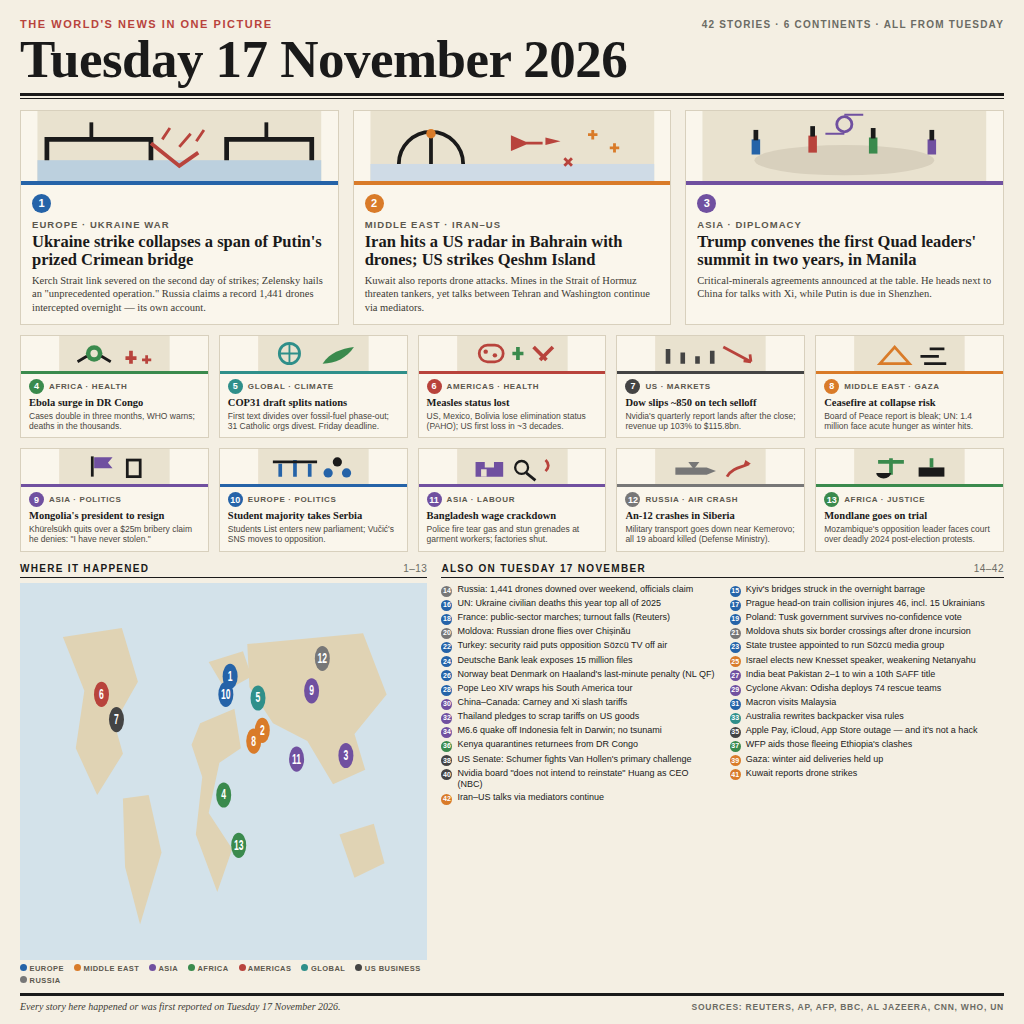 THE WORLD'S NEWS IN ONE PICTURE
42 STORIES · 6 CONTINENTS · ALL FROM TUESDAY
Tuesday 17 November 2026
1
EUROPE · UKRAINE WAR
Ukraine strike collapses a span of Putin's
prized Crimean bridge
Kerch Strait link severed on the second day of strikes; Zelensky hails
an "unprecedented operation." Russia claims a record 1,441 drones
intercepted overnight — its own account.
2
MIDDLE EAST · IRAN–US
Iran hits a US radar in Bahrain with
drones; US strikes Qeshm Island
Kuwait also reports drone attacks. Mines in the Strait of Hormuz
threaten tankers, yet talks between Tehran and Washington continue
via mediators.
3
ASIA · DIPLOMACY
Trump convenes the first Quad leaders'
summit in two years, in Manila
Critical-minerals agreements announced at the table. He heads next to
China for talks with Xi, while Putin is due in Shenzhen.
4 AFRICA · HEALTH
Ebola surge in DR Congo
Cases double in three months, WHO warns;
deaths in the thousands.
5 GLOBAL · CLIMATE
COP31 draft splits nations
First text divides over fossil-fuel phase-out;
31 Catholic orgs divest. Friday deadline.
6 AMERICAS · HEALTH
Measles status lost
US, Mexico, Bolivia lose elimination status
(PAHO); US first loss in ~3 decades.
7 US · MARKETS
Dow slips ~850 on tech selloff
Nvidia's quarterly report lands after the close;
revenue up 103% to $115.8bn.
8 MIDDLE EAST · GAZA
Ceasefire at collapse risk
Board of Peace report is bleak; UN: 1.4
million face acute hunger as winter hits.
9 ASIA · POLITICS
Mongolia's president to resign
Khürelsükh quits over a $25m bribery claim
he denies: "I have never stolen."
10 EUROPE · POLITICS
Student majority takes Serbia
Students List enters new parliament; Vučić's
SNS moves to opposition.
11 ASIA · LABOUR
Bangladesh wage crackdown
Police fire tear gas and stun grenades at
garment workers; factories shut.
12 RUSSIA · AIR CRASH
An-12 crashes in Siberia
Military transport goes down near Kemerovo;
all 19 aboard killed (Defense Ministry).
13 AFRICA · JUSTICE
Mondlane goes on trial
Mozambique's opposition leader faces court
over deadly 2024 post-election protests.
WHERE IT HAPPENED 1–13
12
1
6
10
5
9
7
2
8
3
11
4
13
EUROPE MIDDLE EAST ASIA AFRICA AMERICAS GLOBAL US BUSINESS
RUSSIA
ALSO ON TUESDAY 17 NOVEMBER 14–42
14 Russia: 1,441 drones downed over weekend, officials claim
15 Kyiv's bridges struck in the overnight barrage
16 UN: Ukraine civilian deaths this year top all of 2025
17 Prague head-on train collision injures 46, incl. 15 Ukrainians
18 France: public-sector marches; turnout falls (Reuters)
19 Poland: Tusk government survives no-confidence vote
20 Moldova: Russian drone flies over Chișinău
21 Moldova shuts six border crossings after drone incursion
22 Turkey: security raid puts opposition Sözcü TV off air
23 State trustee appointed to run Sözcü media group
24 Deutsche Bank leak exposes 15 million files
25 Israel elects new Knesset speaker, weakening Netanyahu
26 Norway beat Denmark on Haaland's last-minute penalty (NL QF)
27 India beat Pakistan 2–1 to win a 10th SAFF title
28 Pope Leo XIV wraps his South America tour
29 Cyclone Akvan: Odisha deploys 74 rescue teams
30 China–Canada: Carney and Xi slash tariffs
31 Macron visits Malaysia
32 Thailand pledges to scrap tariffs on US goods
33 Australia rewrites backpacker visa rules
34 M6.6 quake off Indonesia felt in Darwin; no tsunami
35 Apple Pay, iCloud, App Store outage — and it's not a hack
36 Kenya quarantines returnees from DR Congo
37 WFP aids those fleeing Ethiopia's clashes
38 US Senate: Schumer fights Van Hollen's primary challenge
39 Gaza: winter aid deliveries held up
40 Nvidia board "does not intend to reinstate" Huang as CEO
(NBC)
41 Kuwait reports drone strikes
42 Iran–US talks via mediators continue
Every story here happened or was first reported on Tuesday 17 November 2026.
SOURCES: REUTERS, AP, AFP, BBC, AL JAZEERA, CNN, WHO, UN